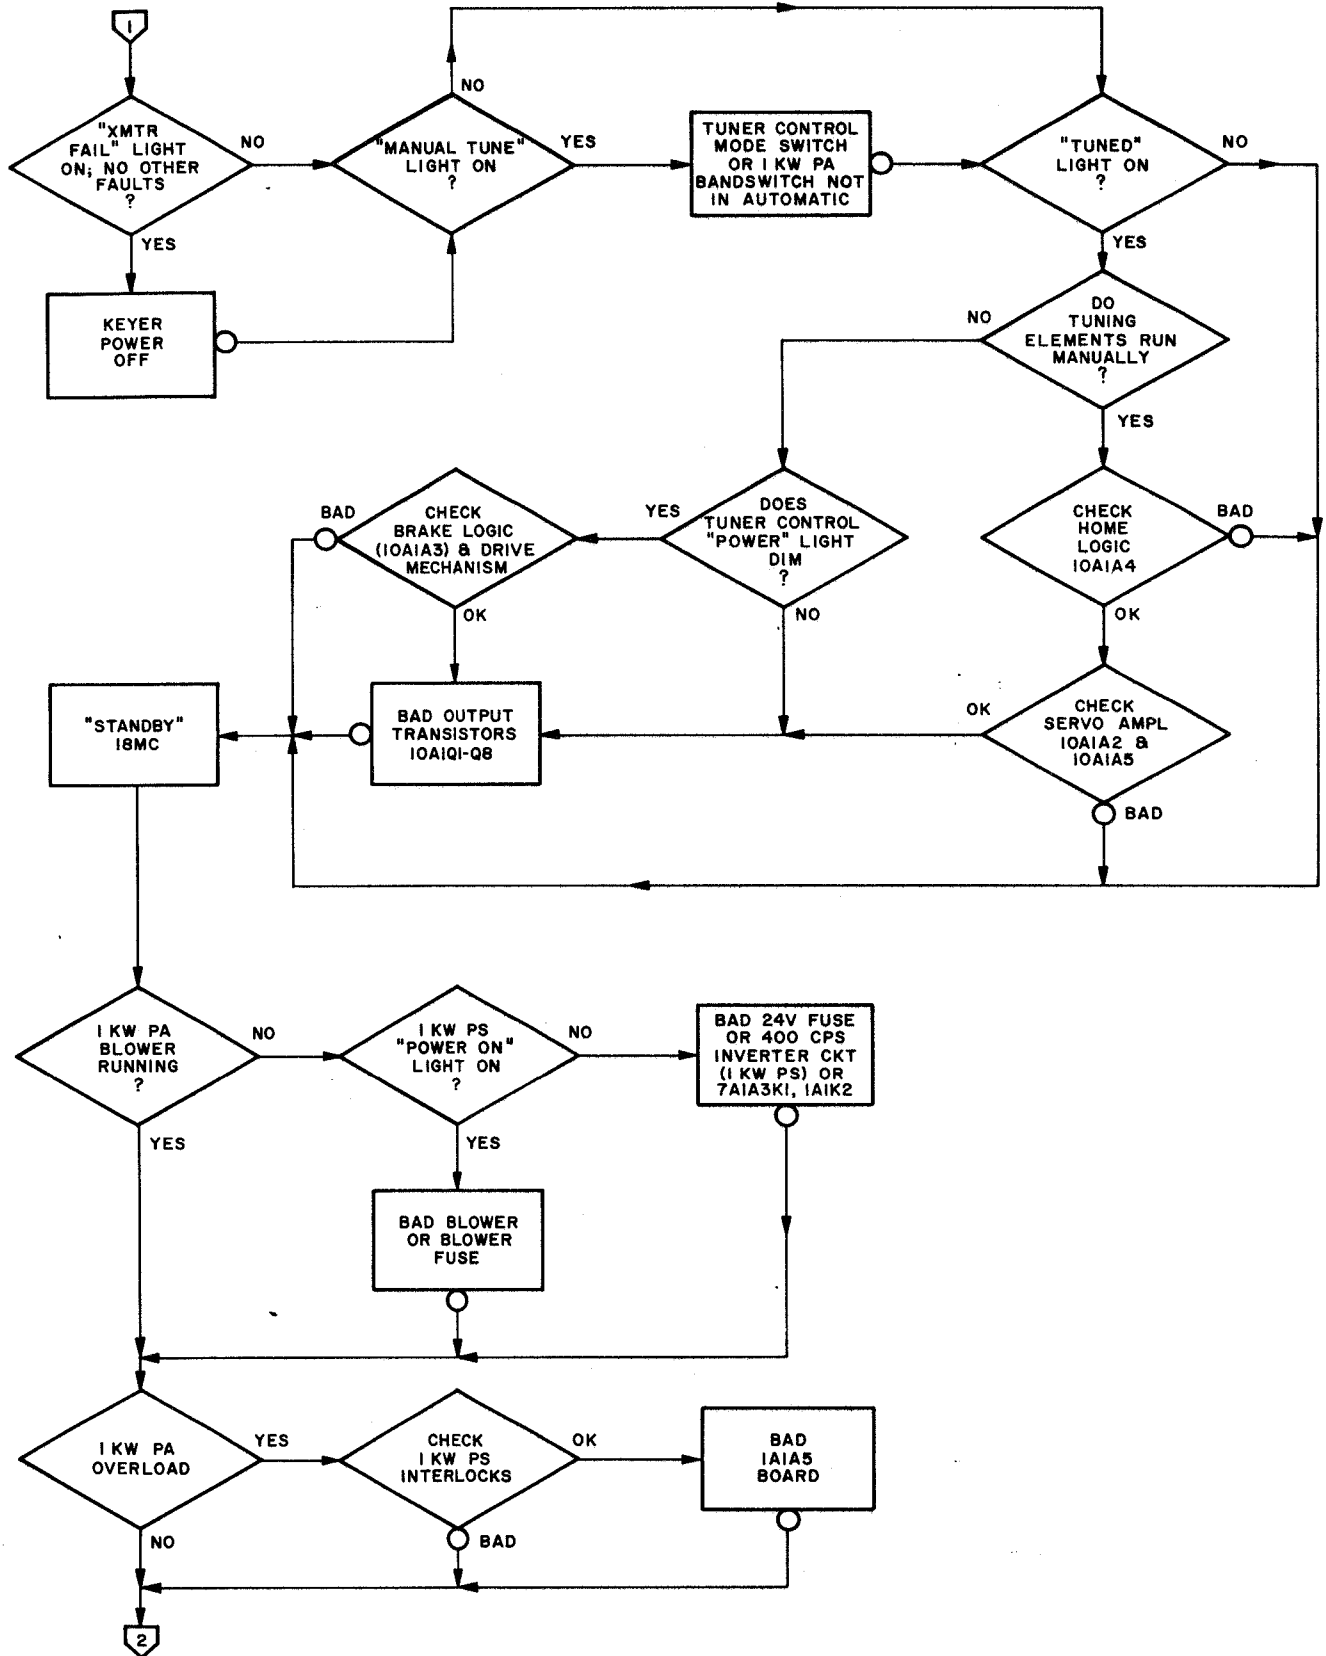 1
"XMTR
FAIL" LIGHT
ON; NO OTHER
FAULTS
?
NO
YES
KEYER
POWER
OFF
"MANUAL TUNE"
LIGHT ON
?
NO
YES
TUNER CONTROL
MODE SWITCH
OR 1 KW PA
BANDSWITCH NOT
IN AUTOMATIC
"TUNED"
LIGHT ON
?
NO
YES
DO
TUNING
ELEMENTS RUN
MANUALLY
?
NO
YES
CHECK
BRAKE LOGIC
(10A1A3) & DRIVE
MECHANISM
BAD
OK
DOES
TUNER CONTROL
"POWER" LIGHT
DIM
?
YES
NO
CHECK
HOME
LOGIC
10A1A4
BAD
OK
"STANDBY"
18MC
BAD OUTPUT
TRANSISTORS
10A1Q1-Q8
CHECK
SERVO AMPL
10A1A2 &
10A1A5
OK
BAD
1 KW PA
BLOWER
RUNNING
?
NO
YES
1 KW PS
"POWER ON"
LIGHT ON
?
NO
YES
BAD 24V FUSE
OR 400 CPS
INVERTER CKT
(1 KW PS) OR
7A1A3K1, 1A1K2
BAD BLOWER
OR BLOWER
FUSE
1 KW PA
OVERLOAD
YES
NO
CHECK
1 KW PS
INTERLOCKS
OK
BAD
BAD
1A1A5
BOARD
2